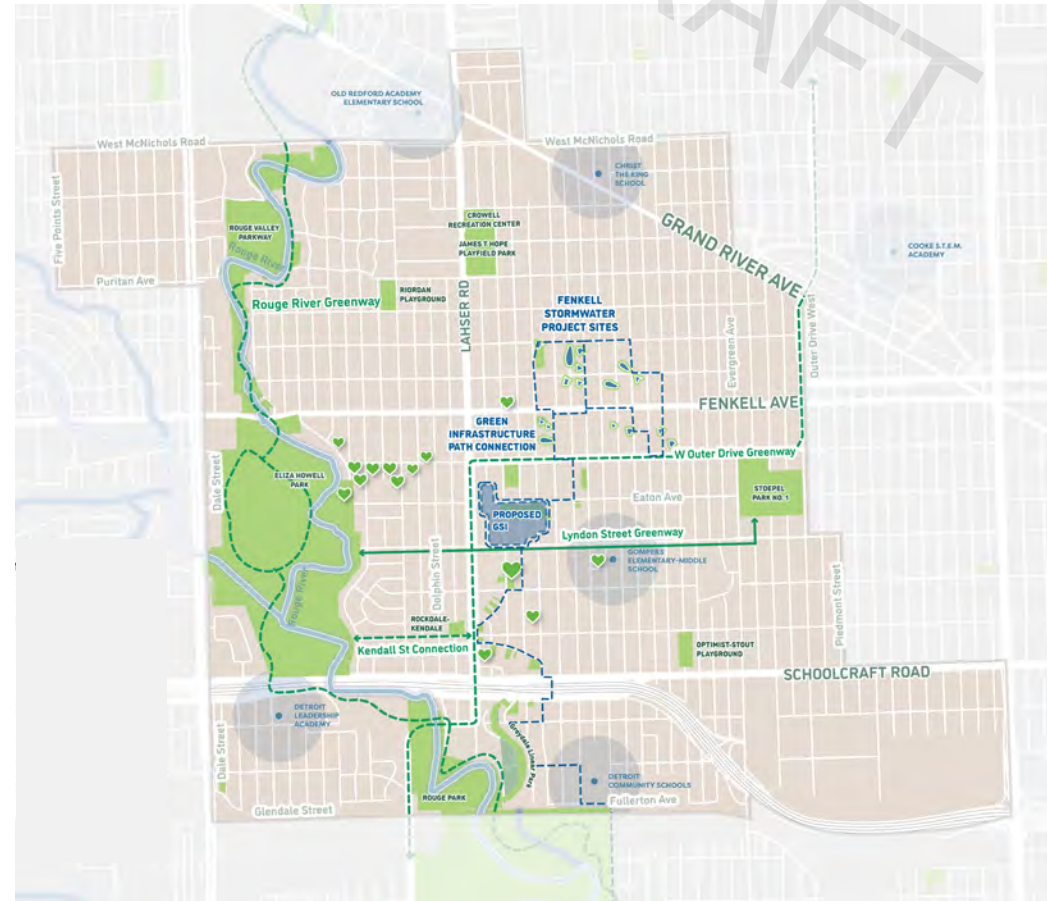 DRAFT
OLD REDFORD ACADEMY
ELEMENTARY SCHOOL
West McNichols Road
West McNichols Road
CHRIST
THE KING
SCHOOL
Five Points Street
CROWELL
RECREATION CENTER
JAMES T HOPE
PLAYFIELD PARK
ROUGE VALLEY
PARKWAY
Rouge River
GRAND RIVER AVE
COOKE S.T.E.M.
ACADEMY
Puritan Ave
RIORDAN
PLAYGROUND
Rouge River Greenway
LAHSER RD
FENKELL
STORMWATER
PROJECT SITES
Evergreen Ave
Outer Drive West
FENKELL AVE
GREEN
INFRASTRUCTURE
PATH CONNECTION
W Outer Drive Greenway
Dale Street
ELIZA HOWELL
PARK
Eaton Ave
STOEPEL
PARK NO. 1
PROPOSED
GSI
Lyndon Street Greenway
GOMPERS
ELEMENTARY-MIDDLE
SCHOOL
Dolphin Street
Rouge River
Piedmont Street
ROCKDALE-
KENDALE
Kendall St Connection
OPTIMIST-STOUT
PLAYGROUND
SCHOOLCRAFT ROAD
DETROIT
LEADERSHIP
ACADEMY
Dale Street
Greydale Linear Park
DETROIT
COMMUNITY SCHOOLS
ROUGE PARK
Fullerton Ave
Glendale Street